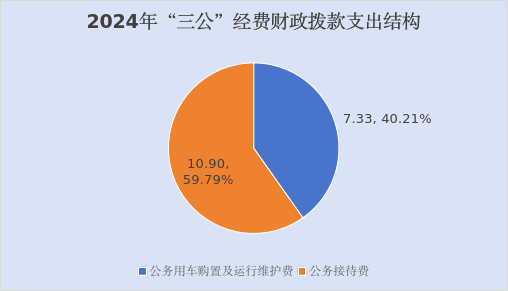 2024年“三公”经费财政拨款支出结构
7.33, 40.21%
10.90,
59.79%
公务用车购置及运行维护费 公务接待费